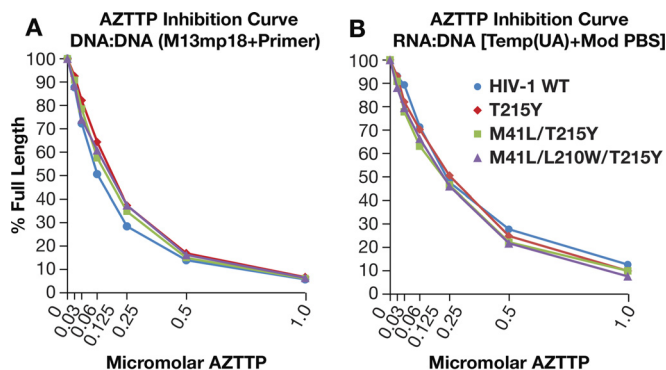 A
AZTTP Inhibition Curve
DNA:DNA (M13mp18+Primer)
% Full Length
100
90
80
70
60
50
40
30
20
10
0
0
0.03
0.06
0.125
0.25
0.5
1.0
Micromolar AZTTP
B
AZTTP Inhibition Curve
RNA:DNA [Temp(UA)+Mod PBS]
HIV-1 WT
T215Y
M41L/T215Y
M41L/L210W/T215Y
100
90
80
70
60
50
40
30
20
10
0
0
0.03
0.06
0.125
0.25
0.5
1.0
Micromolar AZTTP